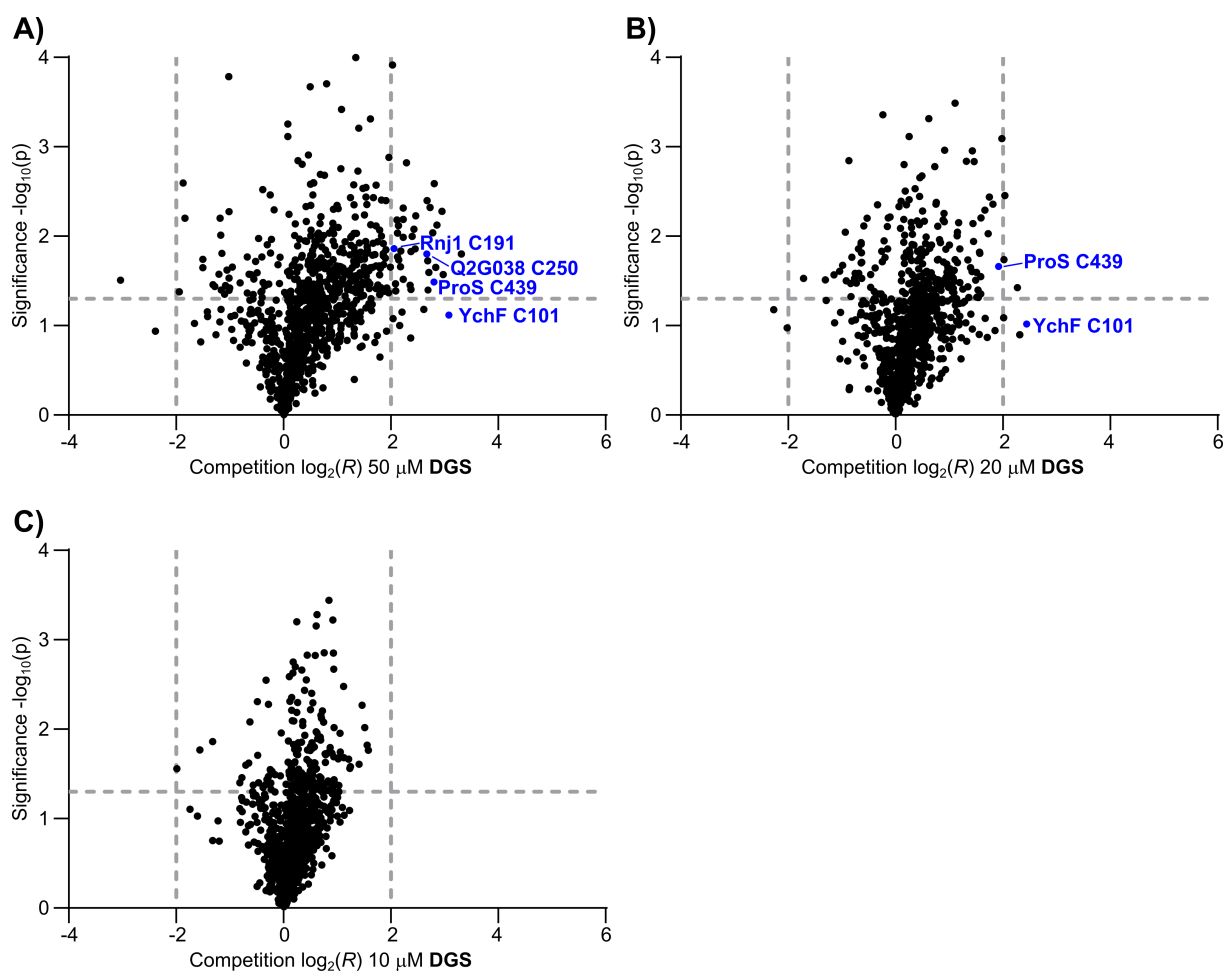 A)
4
3
2
1
0
Significance -log₁₀(p)
Rnj1 C191
Q2G038 C250
ProS C439
YchF C101
-4 -2 0 2 4 6
Competition log₂(R) 50 μM DGS
B)
4
3
2
1
0
Significance -log₁₀(p)
ProS C439
YchF C101
-4 -2 0 2 4 6
Competition log₂(R) 20 μM DGS
C)
4
3
2
1
0
Significance -log₁₀(p)
-4 -2 0 2 4 6
Competition log₂(R) 10 μM DGS